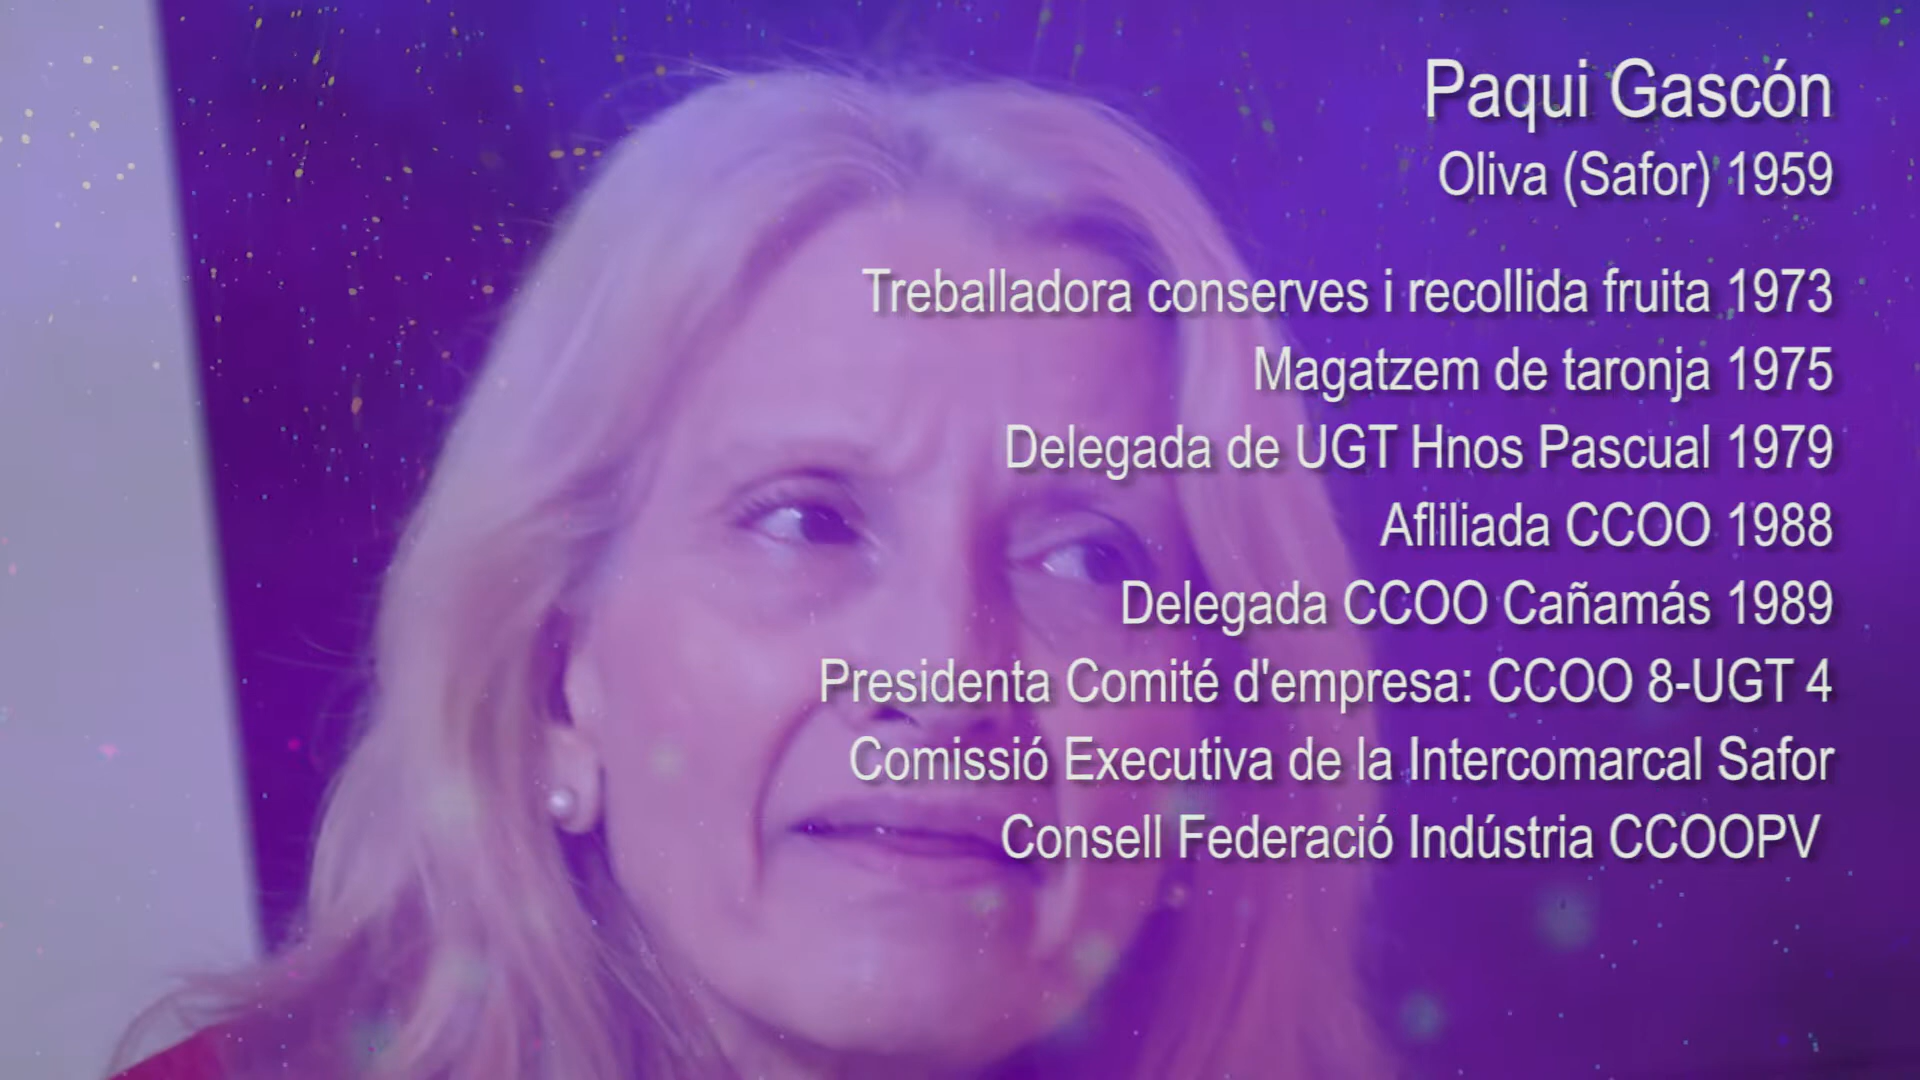 Paqui Gascón
Oliva (Safor) 1959
Treballadora conserves i recollida fruita 1973
Magatzem de taronja 1975
Delegada de UGT Hnos Pascual 1979
Afliliada CCOO 1988
Delegada CCOO Cañamás 1989
Presidenta Comité d'empresa: CCOO 8-UGT 4
Comissió Executiva de la Intercomarcal Safor
Consell Federació Indústria CCOOPV